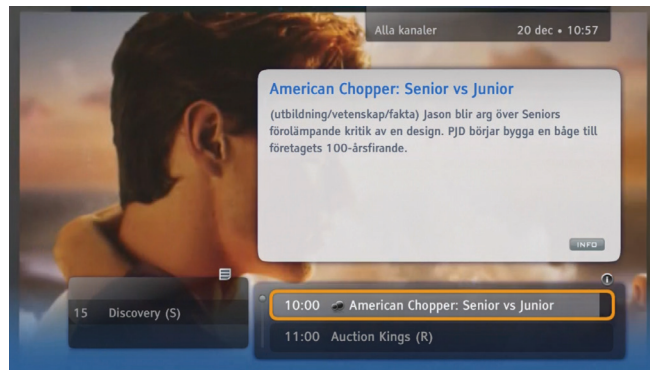 Alla kanaler 20 dec • 10:57
American Chopper: Senior vs Junior
(utbildning/vetenskap/fakta) Jason blir arg över Seniors
förolämpande kritik av en design. PJD börjar bygga en båge till
företagets 100-årsfirande.
INFO
15 Discovery (S)
10:00 American Chopper: Senior vs Junior
11:00 Auction Kings (R)